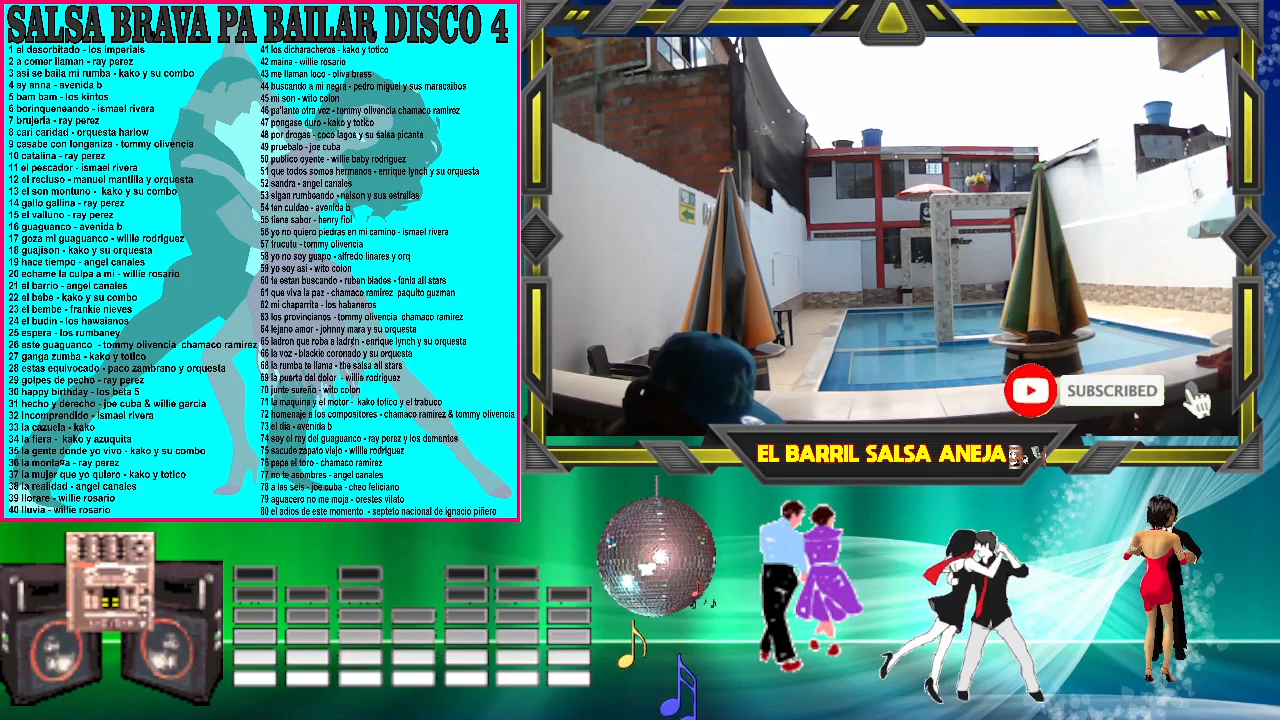 SALSA BRAVA PA BAILAR DISCO 4
1 el desorbitado - los imperials
2 a comer llaman - ray perez
3 asi se baila mi rumba - kako y su combo
4 ay anna - avenida b
5 bam bam - los kintos
6 borinqueneando - ismael rivera
7 brujeria - ray perez
8 cari caridad - orquesta harlow
9 casabe con longaniza - tommy olivencia
10 catalina - ray perez
11 el pescador - ismael rivera
12 el recluso - manuel mantilla y orquesta
13 el son montuno - kako y su combo
14 gallo gallina - ray perez
15 el valluno - ray perez
16 guaguanco - avenida b
17 goza mi guaguanco - willie rodriguez
18 guajison - kako y su orquesta
19 hace tiempo - angel canales
20 echame la culpa a mi - willie rosario
21 el barrio - angel canales
22 el bebe - kako y su combo
23 el bembe - frankie nieves
24 el budin - los hawaianos
25 espera - los rumbaney
26 este guaguanco - tommy olivencia chamaco ramirez
27 ganga zumba - kako y totico
28 estas equivocado - paco zambrano y orquesta
29 golpes de pecho - ray perez
30 happy birthday - los beta 5
31 hecho y derecho - joe cuba & willie garcia
32 incomprendido - ismael rivera
33 la cazuela - kako
34 la fiera - kako y azuquita
35 la gente donde yo vivo - kako y su combo
36 la montaña - ray perez
37 la mujer que yo quiero - kako y totico
38 la realidad - angel canales
39 llorare - willie rosario
40 lluvia - willie rosario
41 los dicharacheros - kako y totico
42 maina - willie rosario
43 me llaman loco - oliva brass
44 buscando a mi negra - pedro miguel y sus maracaibos
45 mi son - wito colon
46 pa'lante otra vez - tommy olivencia chamaco ramirez
47 pongase duro - kako y totico
48 por drogas - coco lagos y su salsa picante
49 pruebalo - joe cuba
50 publico oyente - willie baby rodriguez
51 que todos somos hermanos - enrique lynch y su orquesta
52 sandra - angel canales
53 sigan rumbeando - nelson y sus estrellas
54 ten cuidao - avenida b
55 tiene sabor - henry fiol
56 yo no quiero piedras en mi camino - ismael rivera
57 trucutu - tommy olivencia
58 yo no soy guapo - alfredo linares y orq
59 yo soy asi - wito colon
60 te estan buscando - ruben blades - fania all stars
61 que viva la paz - chamaco ramirez paquito guzman
62 mi chaparrita - los habaneros
63 los provincianos - tommy olivencia chamaco ramirez
64 lejano amor - johnny mara y su orquesta
65 ladron que roba a ladrón - enrique lynch y su orquesta
66 la voz - blackie coronado y su orquesta
68 la rumba te llama - the salsa all stars
69 la puerta del dolor - willie rodriguez
70 junte sureño - wito colon
71 la maquina y el motor - kako totico y el trabuco
72 homenaje a los compositores - chamaco ramirez & tommy olivencia
73 el dia - avenida b
74 soy el rey del guaguanco - ray perez y los dementes
75 sacude zapato viejo - willie rodriguez
76 pepe el toro - chamaco ramirez
77 no te asombres - angel canales
78 a las seis - joe cuba - cheo feliciano
79 aguacero no me moja - orestes vilato
80 el adios de este momento - septeto nacional de ignacio piñero
SUBSCRIBED
EL BARRIL SALSA ANEJA